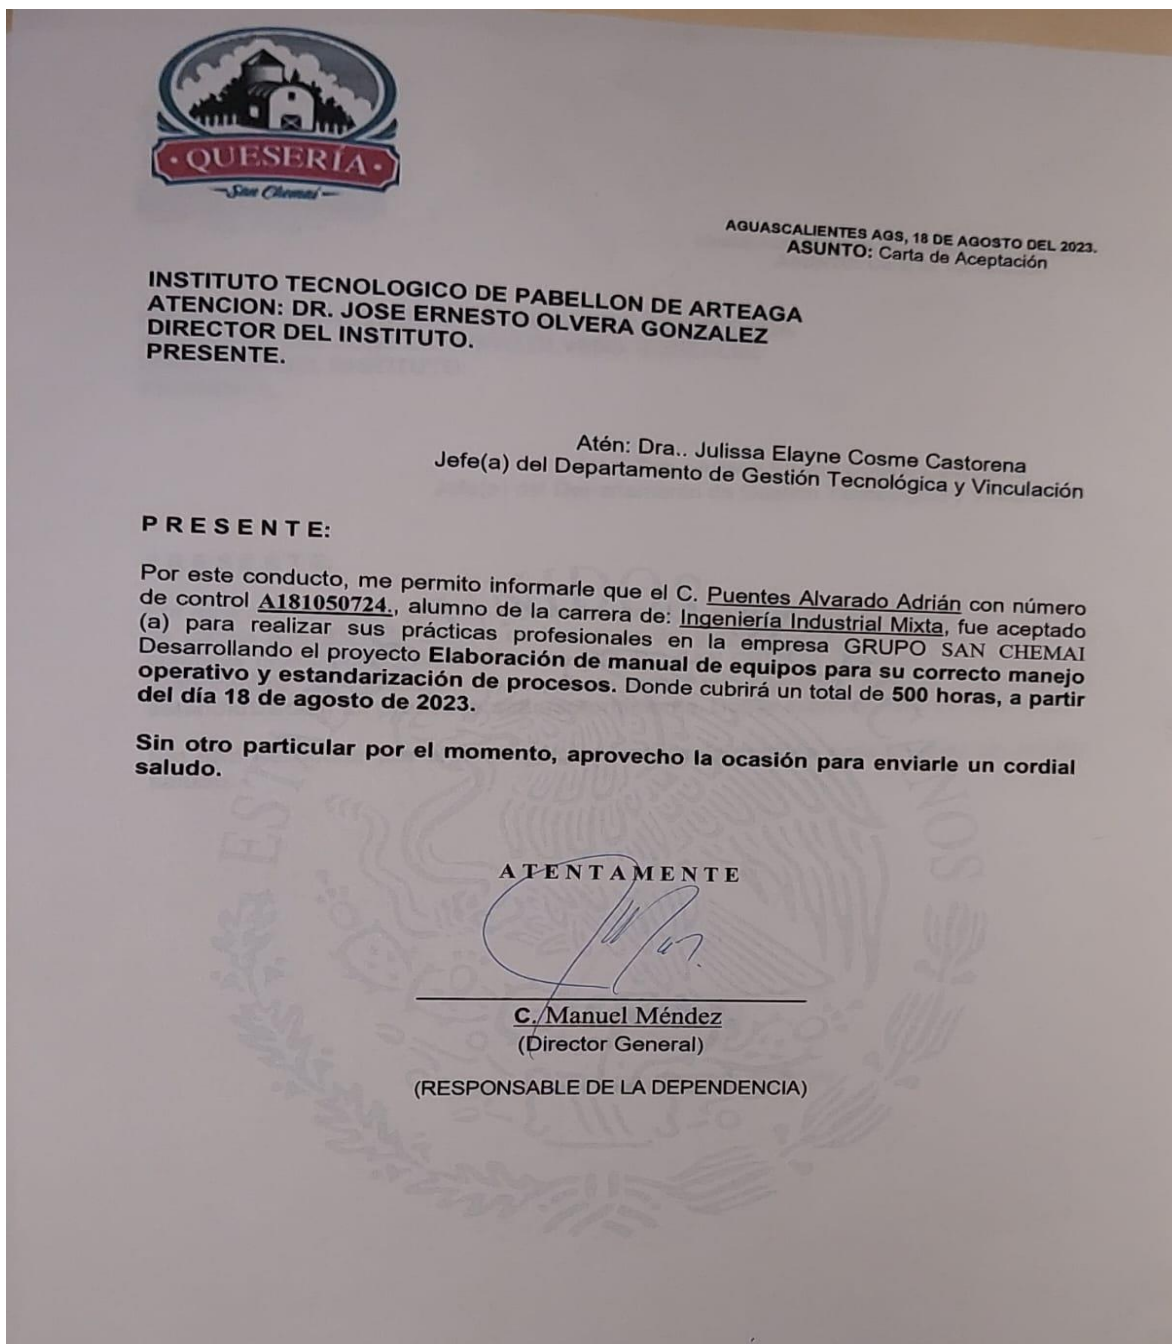 · QUESERÍA ·
San Chemai
AGUASCALIENTES AGS, 18 DE AGOSTO DEL 2023.
ASUNTO: Carta de Aceptación
INSTITUTO TECNOLOGICO DE PABELLON DE ARTEAGA
ATENCION: DR. JOSE ERNESTO OLVERA GONZALEZ
DIRECTOR DEL INSTITUTO.
PRESENTE.
Atén: Dra.. Julissa Elayne Cosme Castorena
Jefe(a) del Departamento de Gestión Tecnológica y Vinculación
P R E S E N T E:
Por este conducto, me permito informarle que el C. Puentes Alvarado Adrián con número
de control A181050724., alumno de la carrera de: Ingeniería Industrial Mixta, fue aceptado
(a) para realizar sus prácticas profesionales en la empresa GRUPO SAN CHEMAI
Desarrollando el proyecto Elaboración de manual de equipos para su correcto manejo
operativo y estandarización de procesos. Donde cubrirá un total de 500 horas, a partir
del día 18 de agosto de 2023.
Sin otro particular por el momento, aprovecho la ocasión para enviarle un cordial
saludo.
A T E N T A M E N T E
C. Manuel Méndez
(Director General)
(RESPONSABLE DE LA DEPENDENCIA)